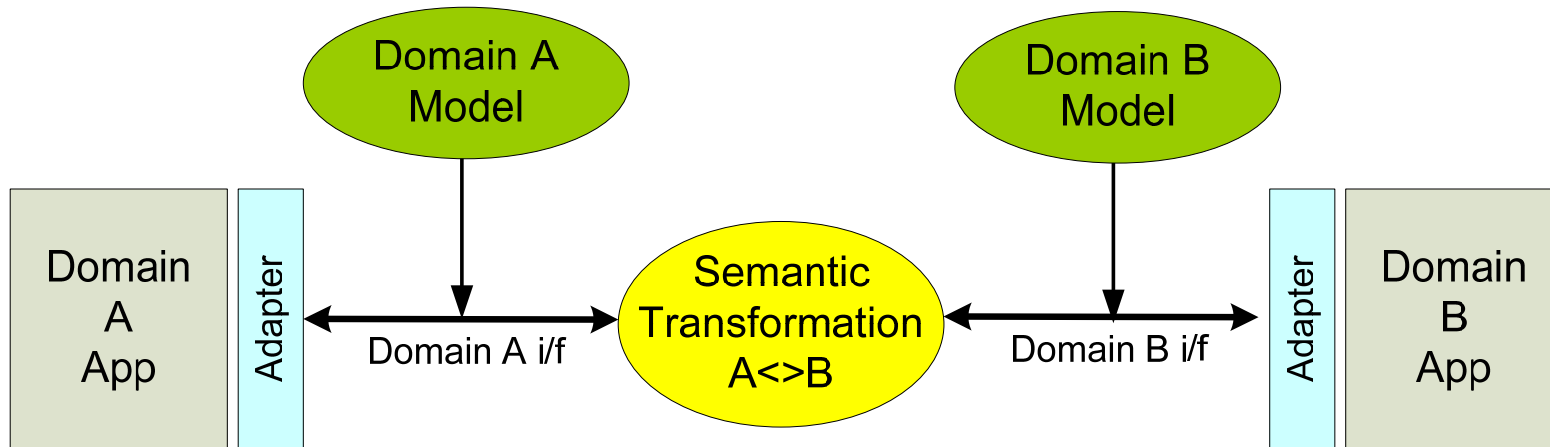 Domain A
Model
Domain B
Model
Domain
A
App
Adapter
Domain A i/f
Semantic
Transformation
A<>B
Domain B i/f
Adapter
Domain
B
App